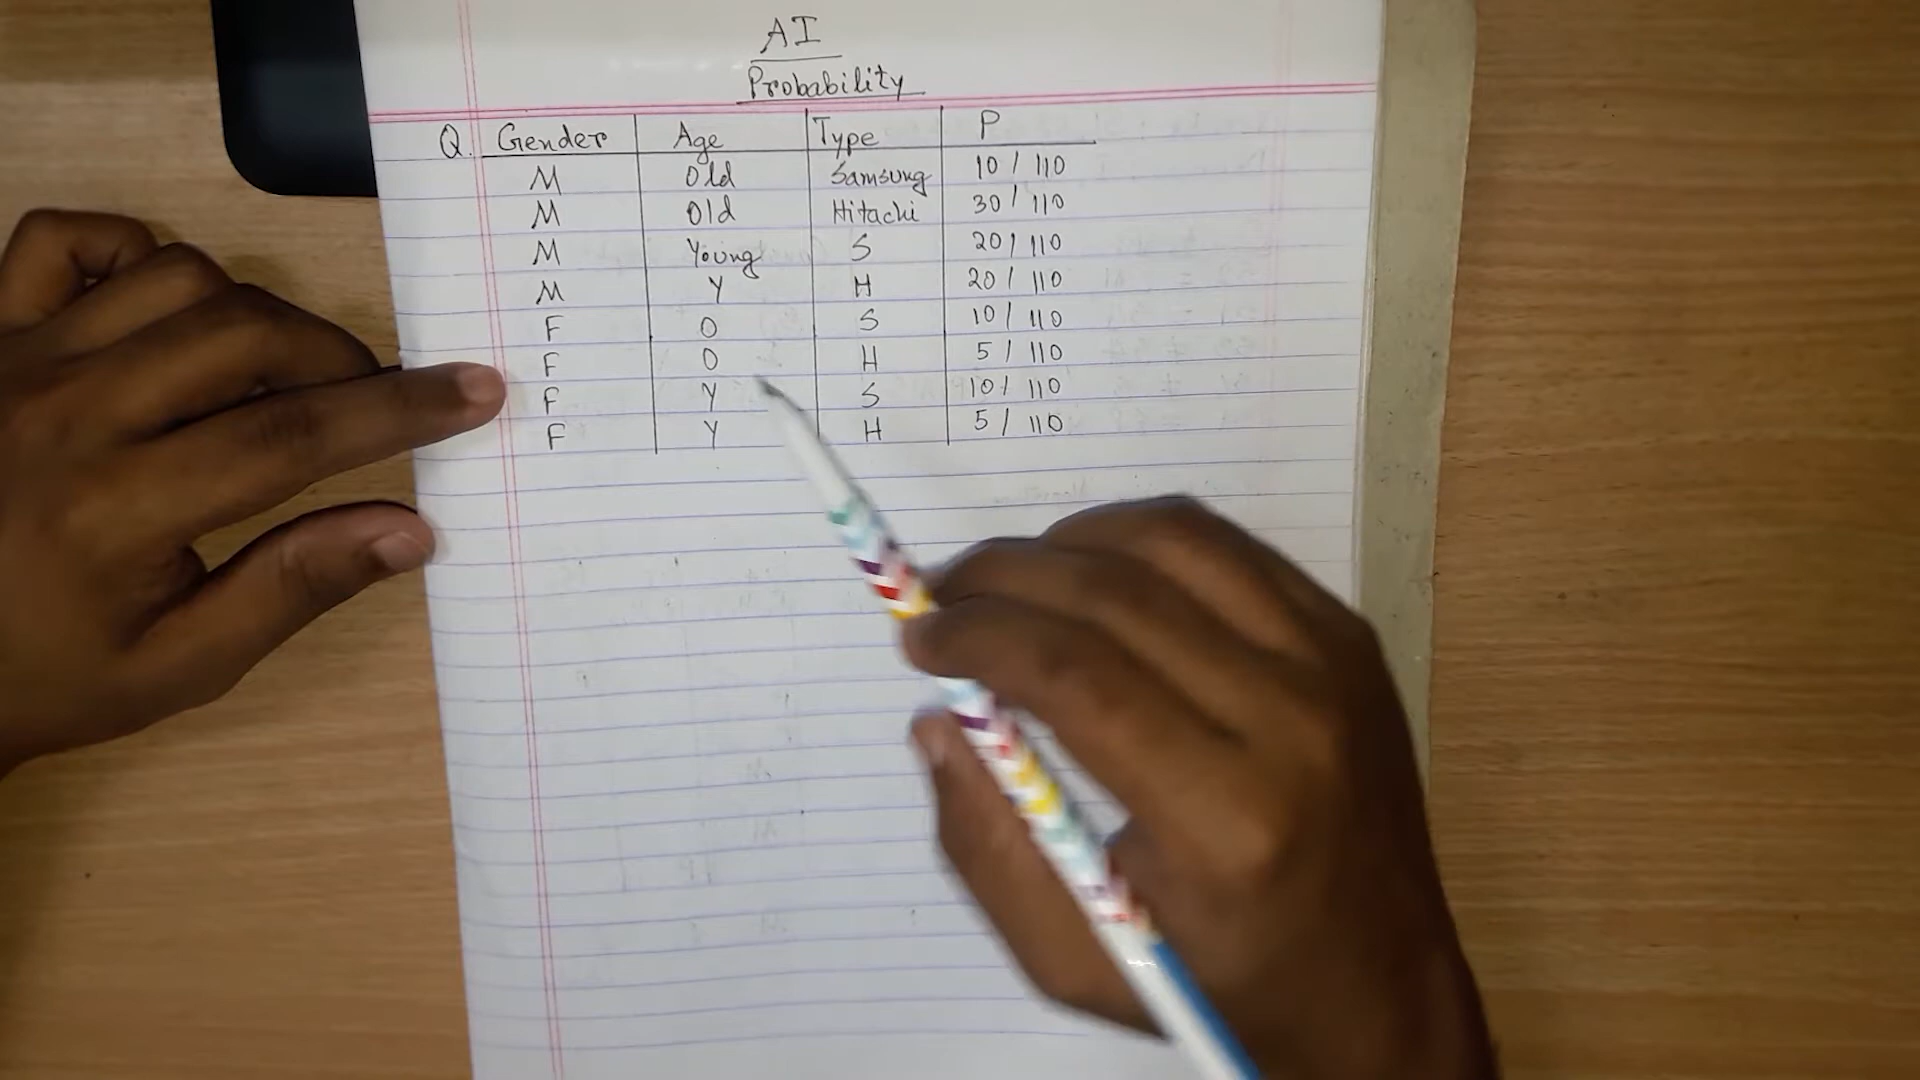 AI
Probability
Q. Gender Age Type P
M Old Samsung 10 / 110
M Old Hitachi 30 / 110
M Young S 20 / 110
M Y H 20 / 110
F O S 10 / 110
F O H 5 / 110
F Y S 10 / 110
F Y H 5 / 110